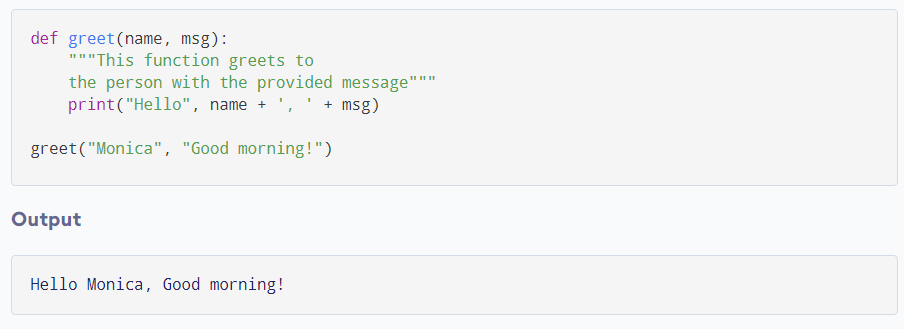 def greet(name, msg):
    """This function greets to
    the person with the provided message"""
    print("Hello", name + ', ' + msg)

greet("Monica", "Good morning!")
Output
Hello Monica, Good morning!